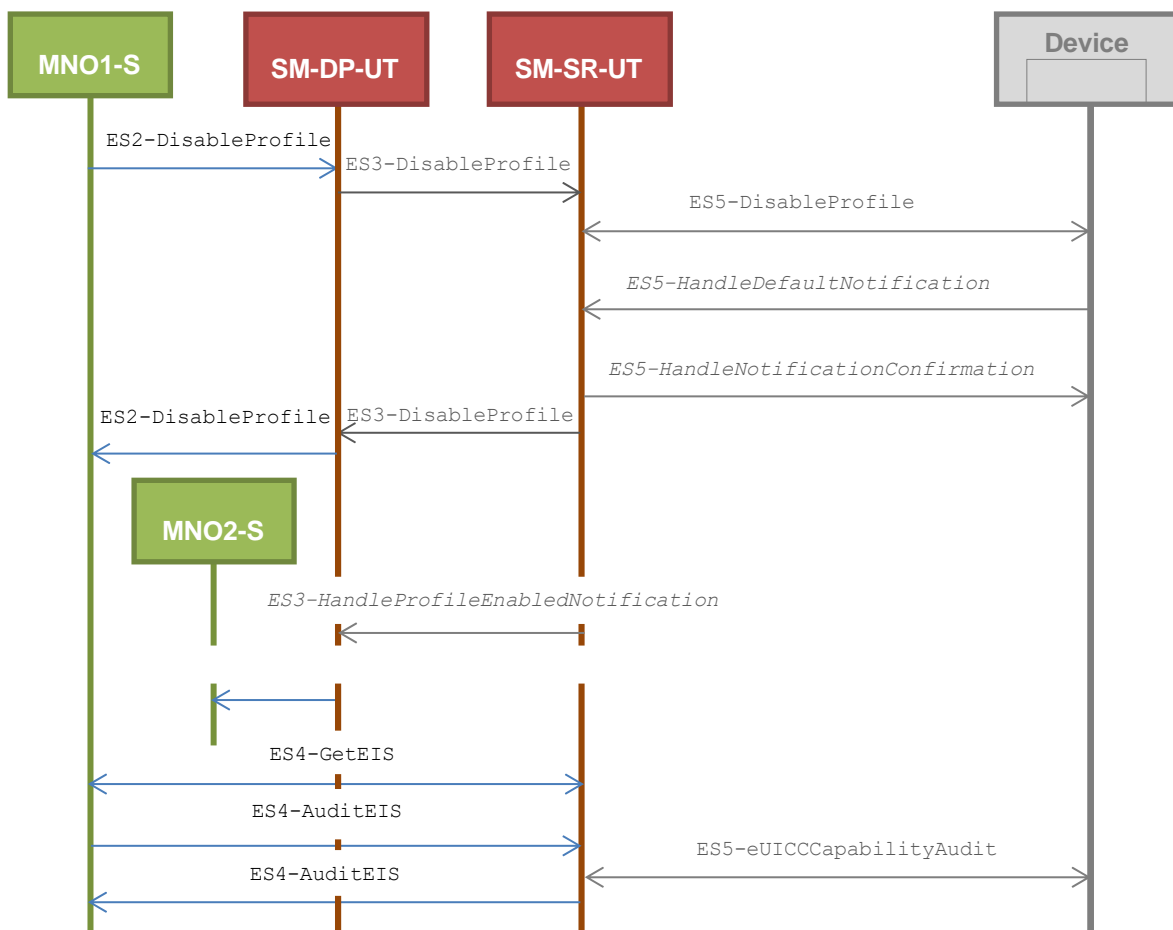 MNO1-S
SM-DP-UT
SM-SR-UT
Device
ES2-DisableProfile
ES3-DisableProfile
ES5-DisableProfile
ES5-HandleDefaultNotification
ES5-HandleNotificationConfirmation
ES2-DisableProfile
ES3-DisableProfile
MNO2-S
ES3-HandleProfileEnabledNotification
ES4-GetEIS
ES4-AuditEIS
ES5-eUICCCapabilityAudit
ES4-AuditEIS